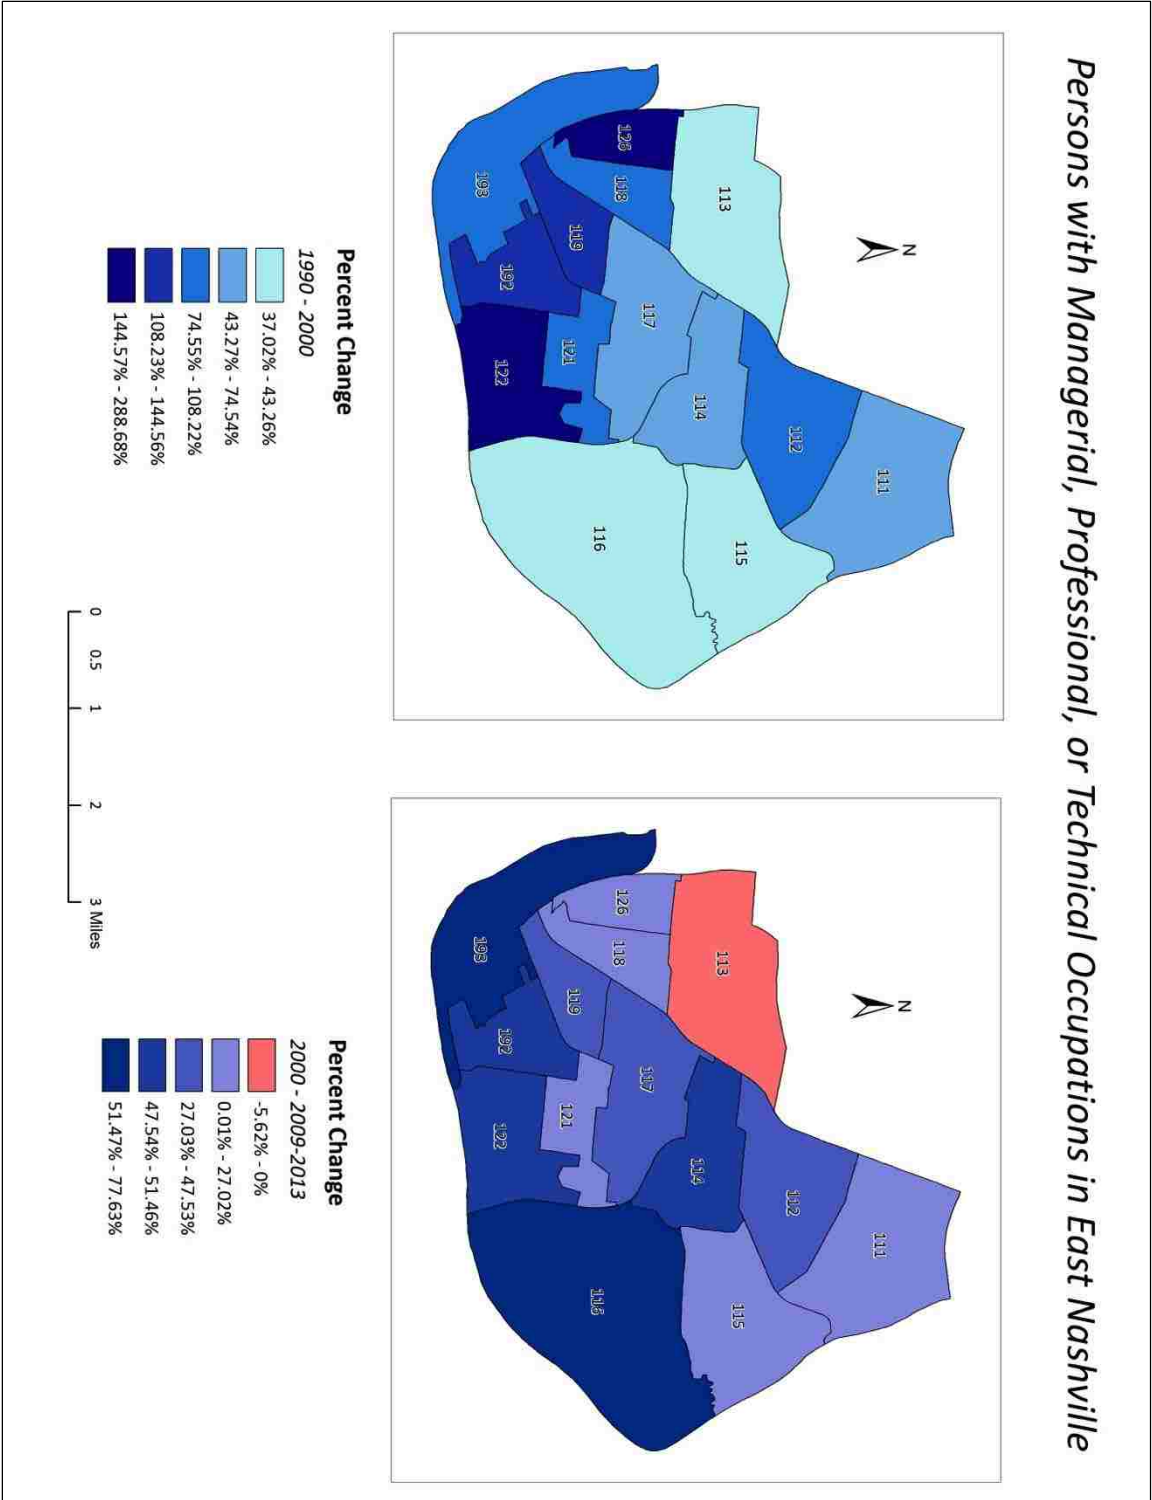 Persons with Managerial, Professional, or Technical Occupations in East Nashville
N
111
112
113
114
115
116
117
118
119
121
122
126
192
193
Percent Change
1990 - 2000
37.02% - 43.26%
43.27% - 74.54%
74.55% - 108.22%
108.23% - 144.56%
144.57% - 288.68%
N
111
112
113
114
115
116
117
118
119
121
122
126
192
193
Percent Change
2000 - 2009-2013
-5.62% - 0%
0.01% - 27.02%
27.03% - 47.53%
47.54% - 51.46%
51.47% - 77.63%
0 0.5 1 2 3 Miles